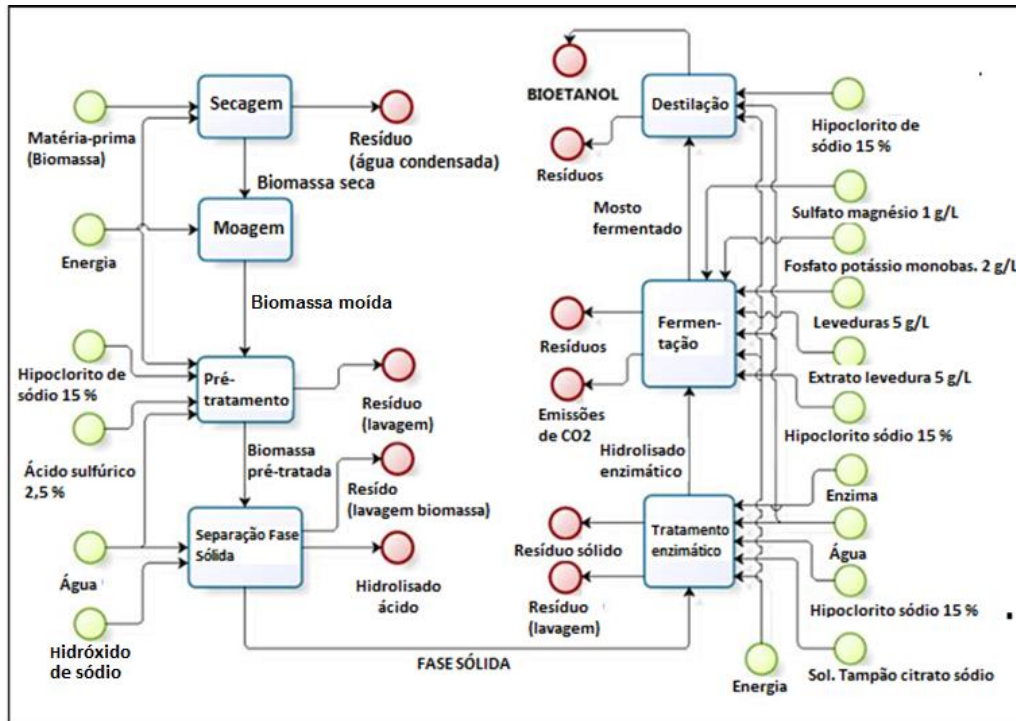 Secagem
Matéria-prima
(Biomassa)
Resíduo
(água condensada)
Biomassa seca
Moagem
Energia
Biomassa moída
Hipoclorito de
sódio 15 %
Pré-
tratamento
Resíduo
(lavagem)
Ácido sulfúrico
2,5 %
Biomassa
pré-tratada
Resído
(lavagem biomassa)
Separação Fase
Sólida
Água
Hidrolisado
ácido
Hidróxido
de sódio
FASE SÓLIDA
BIOETANOL
Destilação
Hipoclorito de
sódio 15 %
Resíduos
Mosto
fermentado
Sulfato magnésio 1 g/L
Fosfato potássio monobas. 2 g/L
Leveduras 5 g/L
Fermen-
tação
Resíduos
Extrato levedura 5 g/L
Emissões
de CO2
Hipoclorito sódio 15 %
Hidrolisado
enzimático
Enzima
Tratamento
enzimático
Resíduo sólido
Água
Resíduo
(lavagem)
Hipoclorito sódio 15 %
Energia
Sol. Tampão citrato sódio